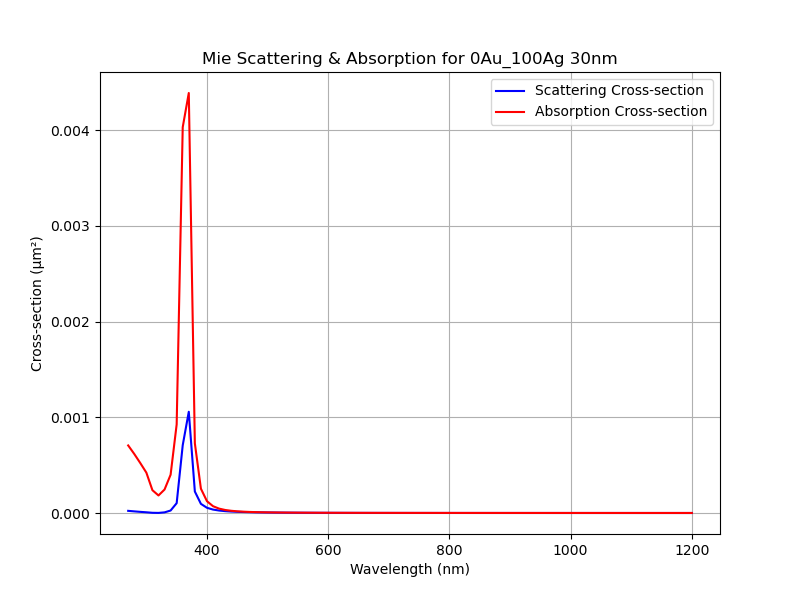 Mie Scattering & Absorption for 0Au_100Ag 30nm
Scattering Cross-section
Absorption Cross-section
Cross-section (μm²)
0.004
0.003
0.002
0.001
0.000
400 600 800 1000 1200
Wavelength (nm)